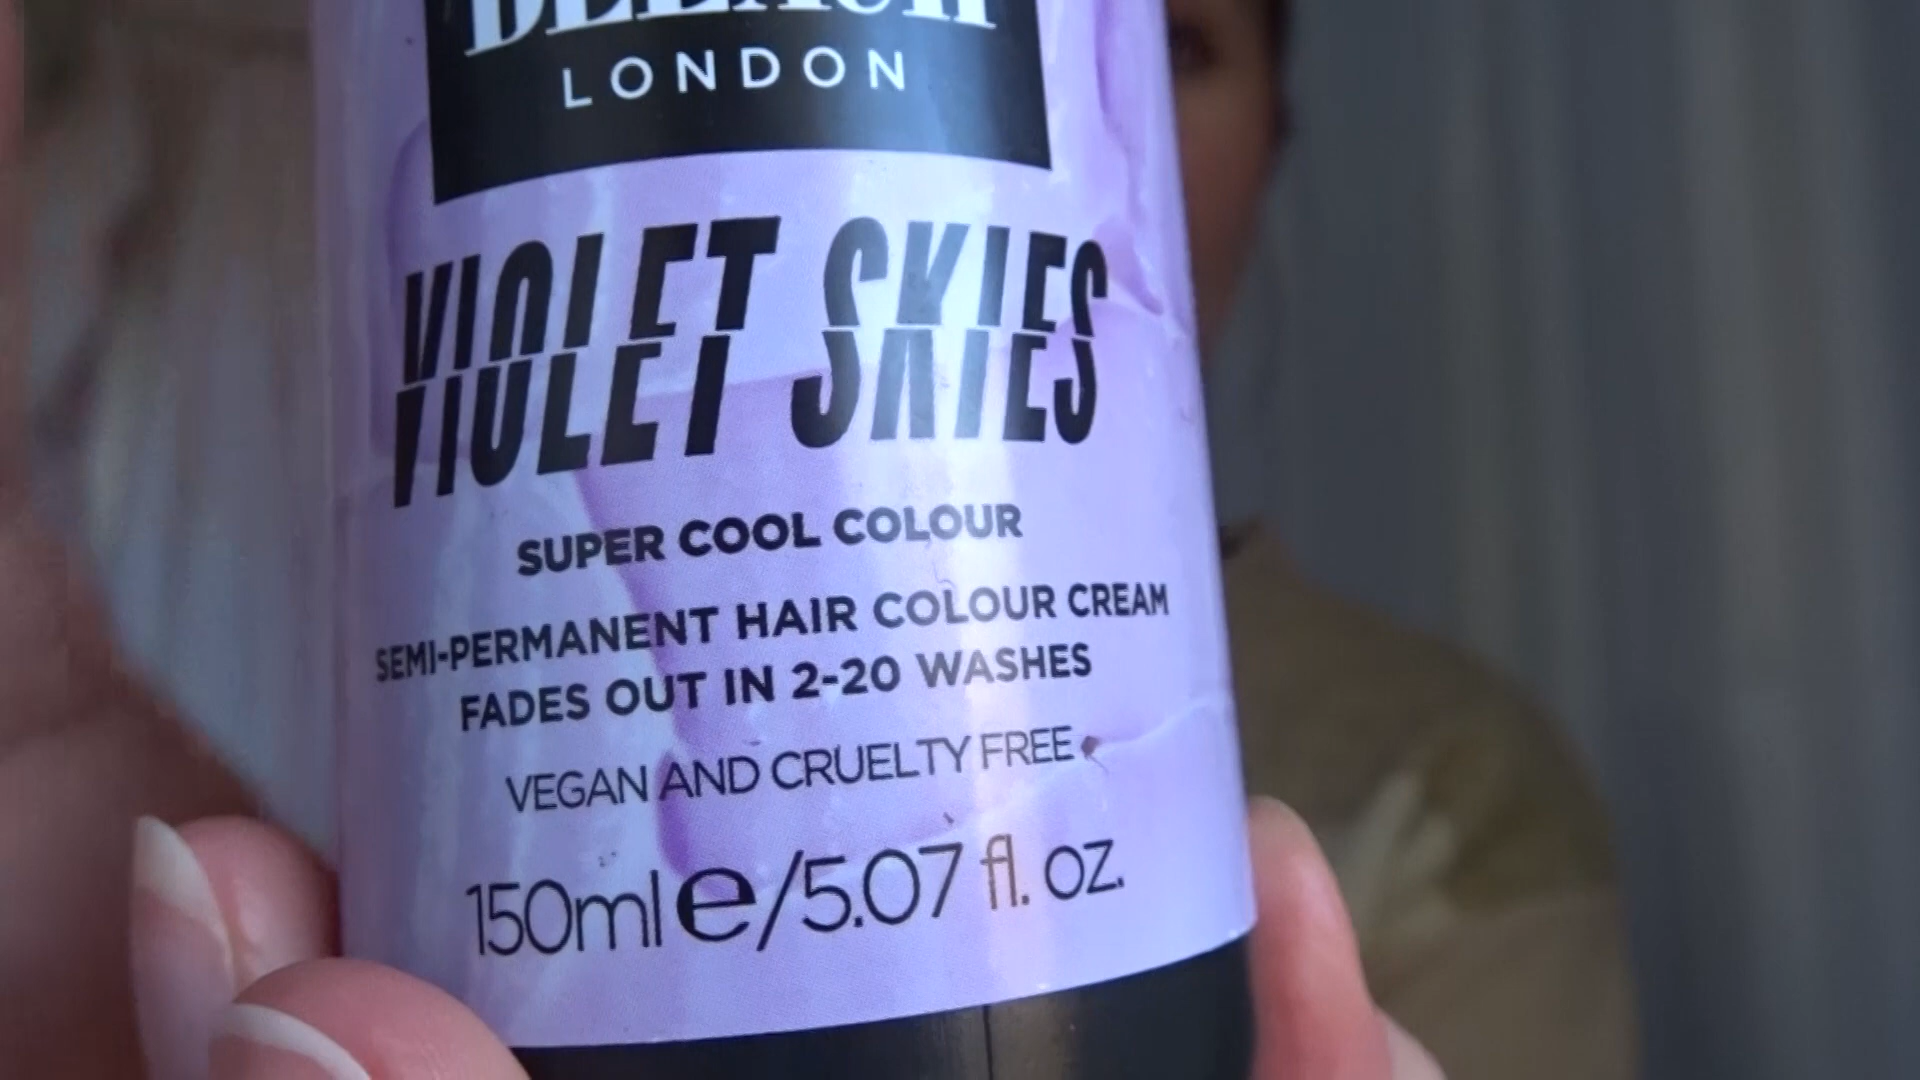 BLEACH
LONDON
VIOLET SKIES
SUPER COOL COLOUR
SEMI-PERMANENT HAIR COLOUR CREAM
FADES OUT IN 2-20 WASHES
VEGAN AND CRUELTY FREE
150ml e/5.07 fl. oz.